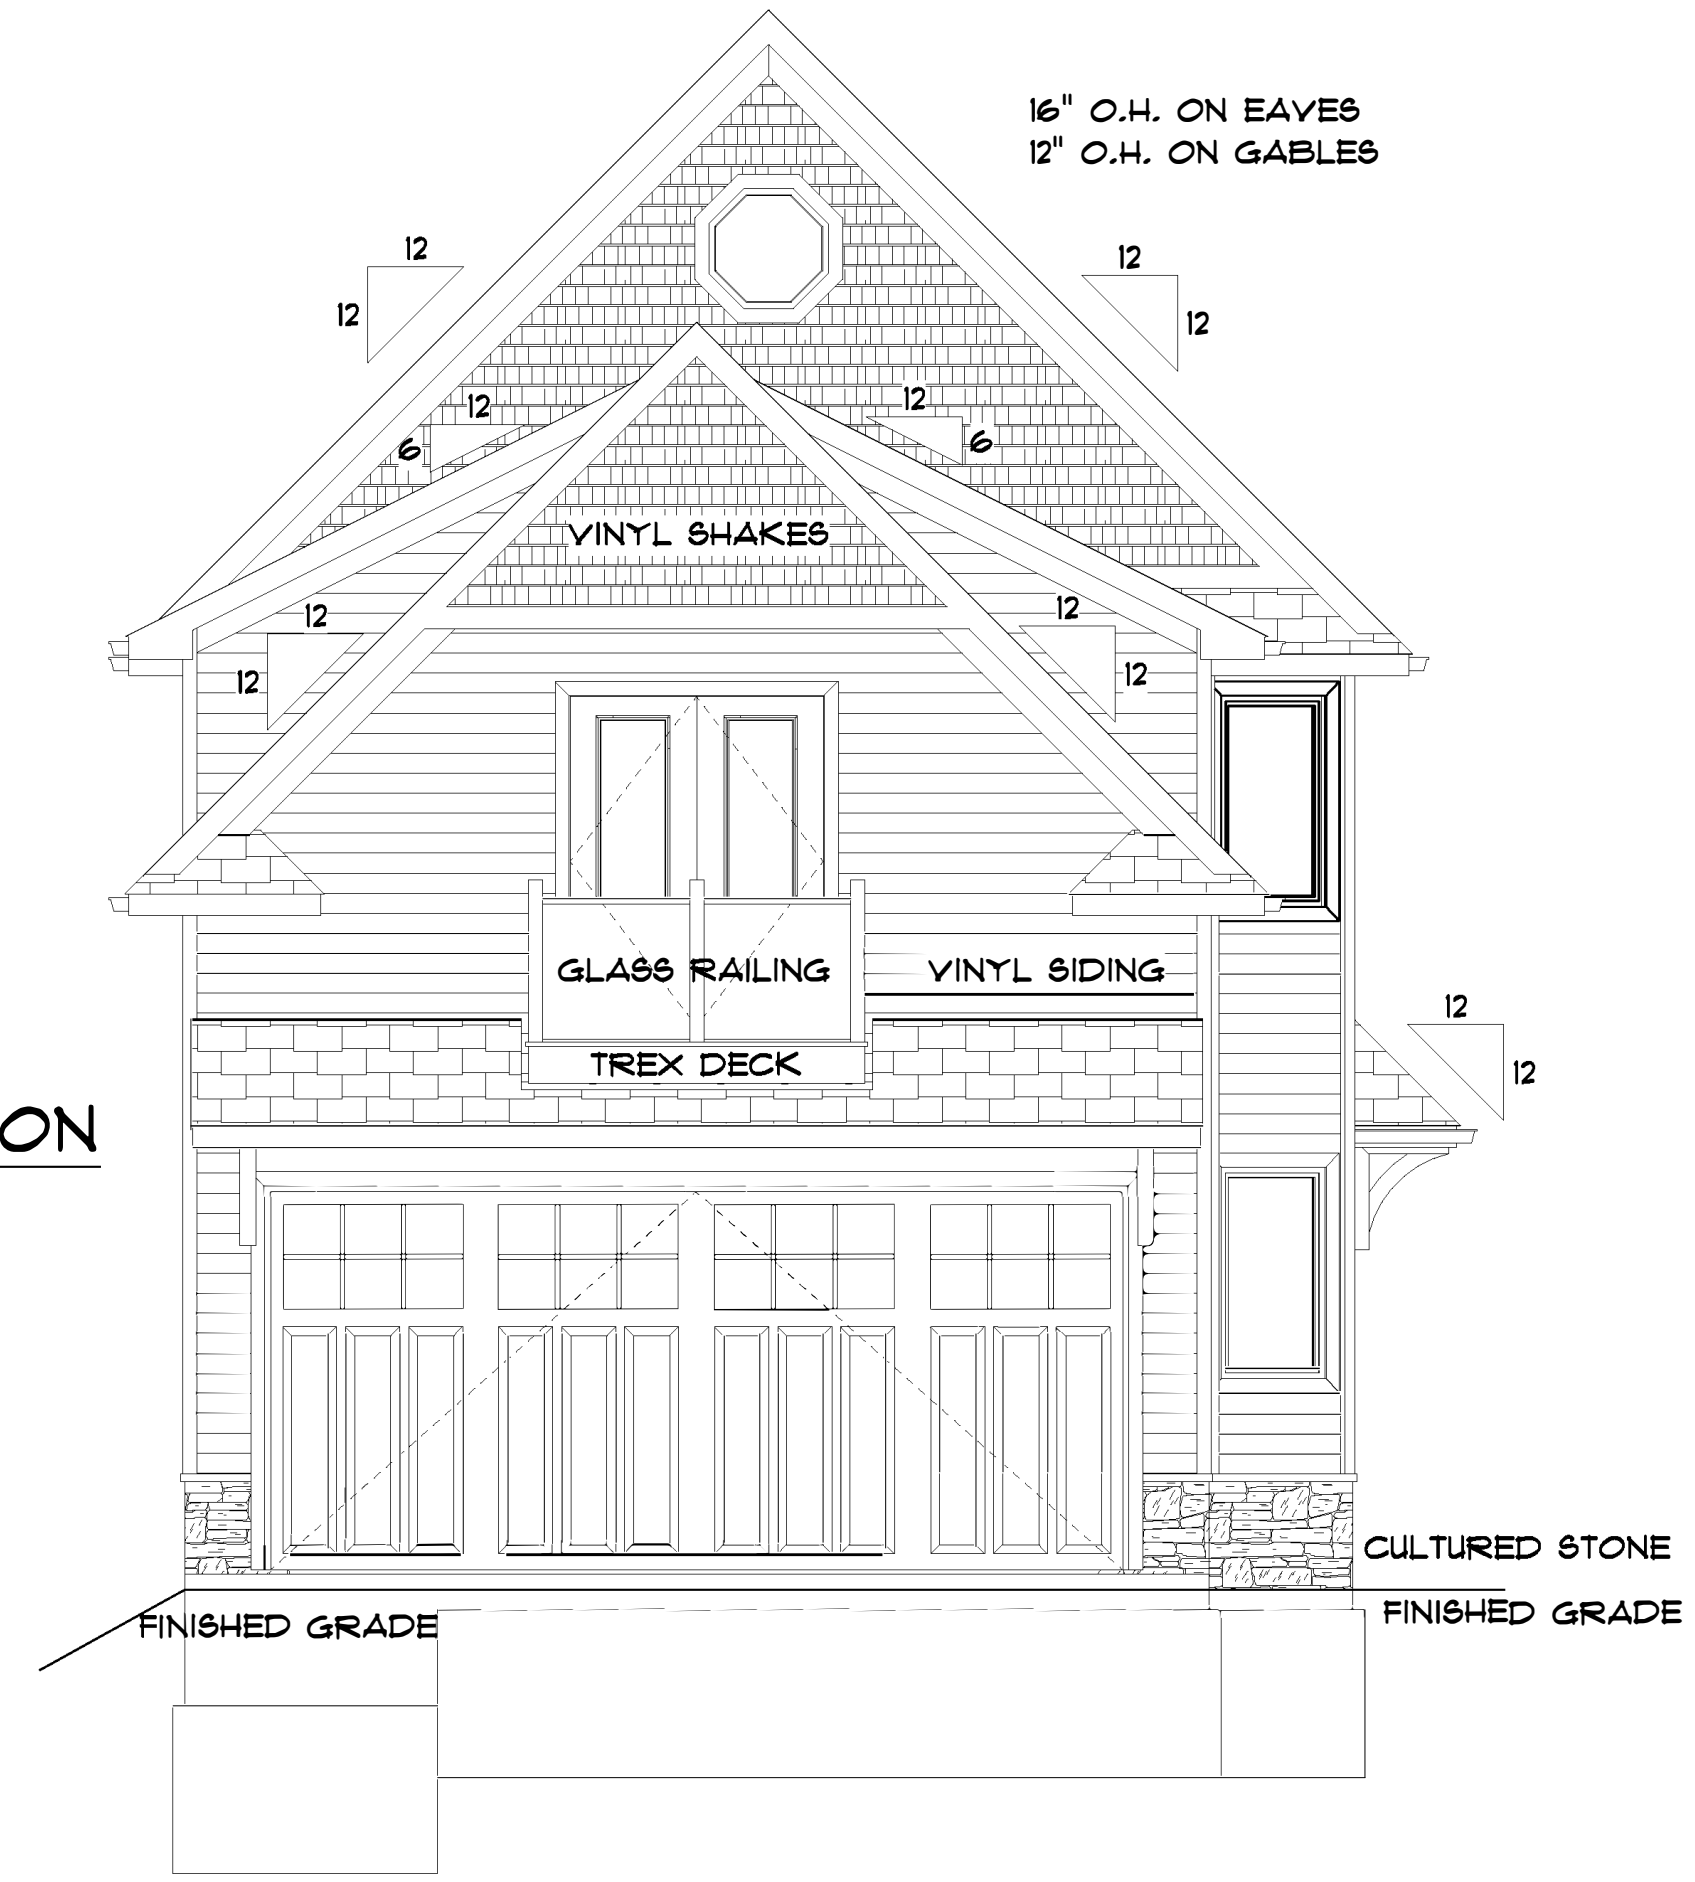 16" O.H. ON EAVES
12" O.H. ON GABLES
12
12
12
12
12
6
12
6
VINYL SHAKES
12
12
12
12
GLASS RAILING
VINYL SIDING
TREX DECK
12
12
ON
CULTURED STONE
FINISHED GRADE
FINISHED GRADE